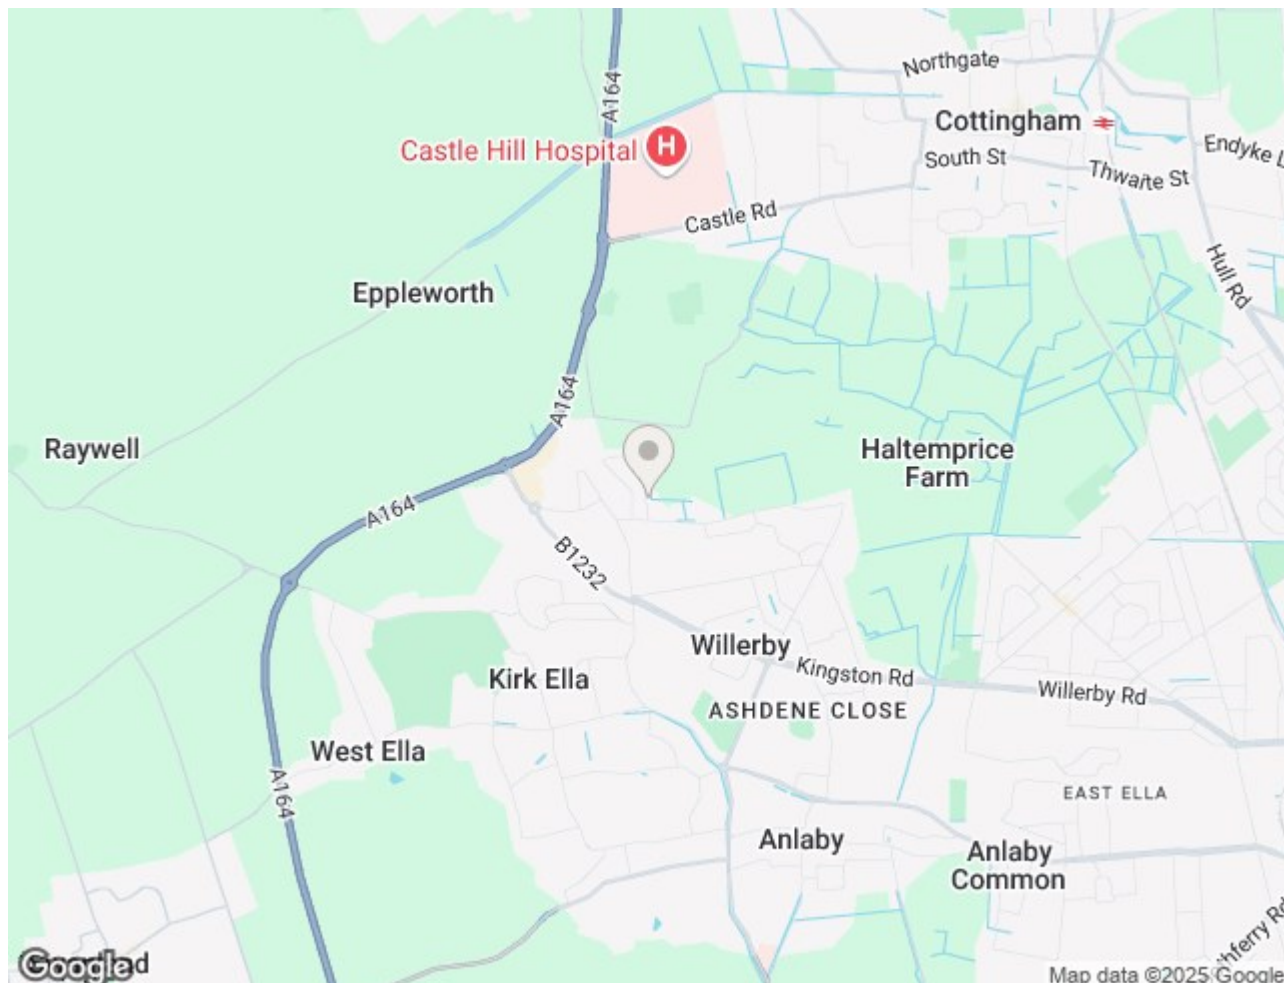 Northgate
A164
Cottingham
Castle Hill Hospital
H
South St
Endyke L
Thwaite St
Castle Rd
Hull Rd
Eppleworth
A164
Raywell
Haltemprice
Farm
A164
B1232
Willerby
Kingston Rd
Kirk Ella
Willerby Rd
ASHDENE CLOSE
West Ella
A164
EAST ELLA
Anlaby
Anlaby
Common
thferry Rd
Google
Map data ©2025 Google